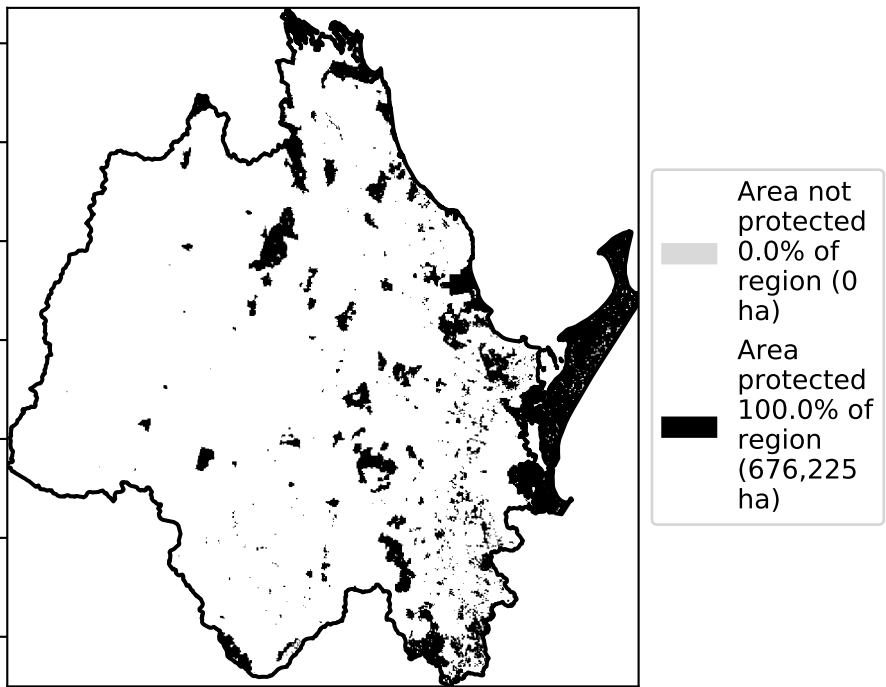 Area not
protected
0.0% of
region (0
ha)
Area
protected
100.0% of
region
(676,225
ha)